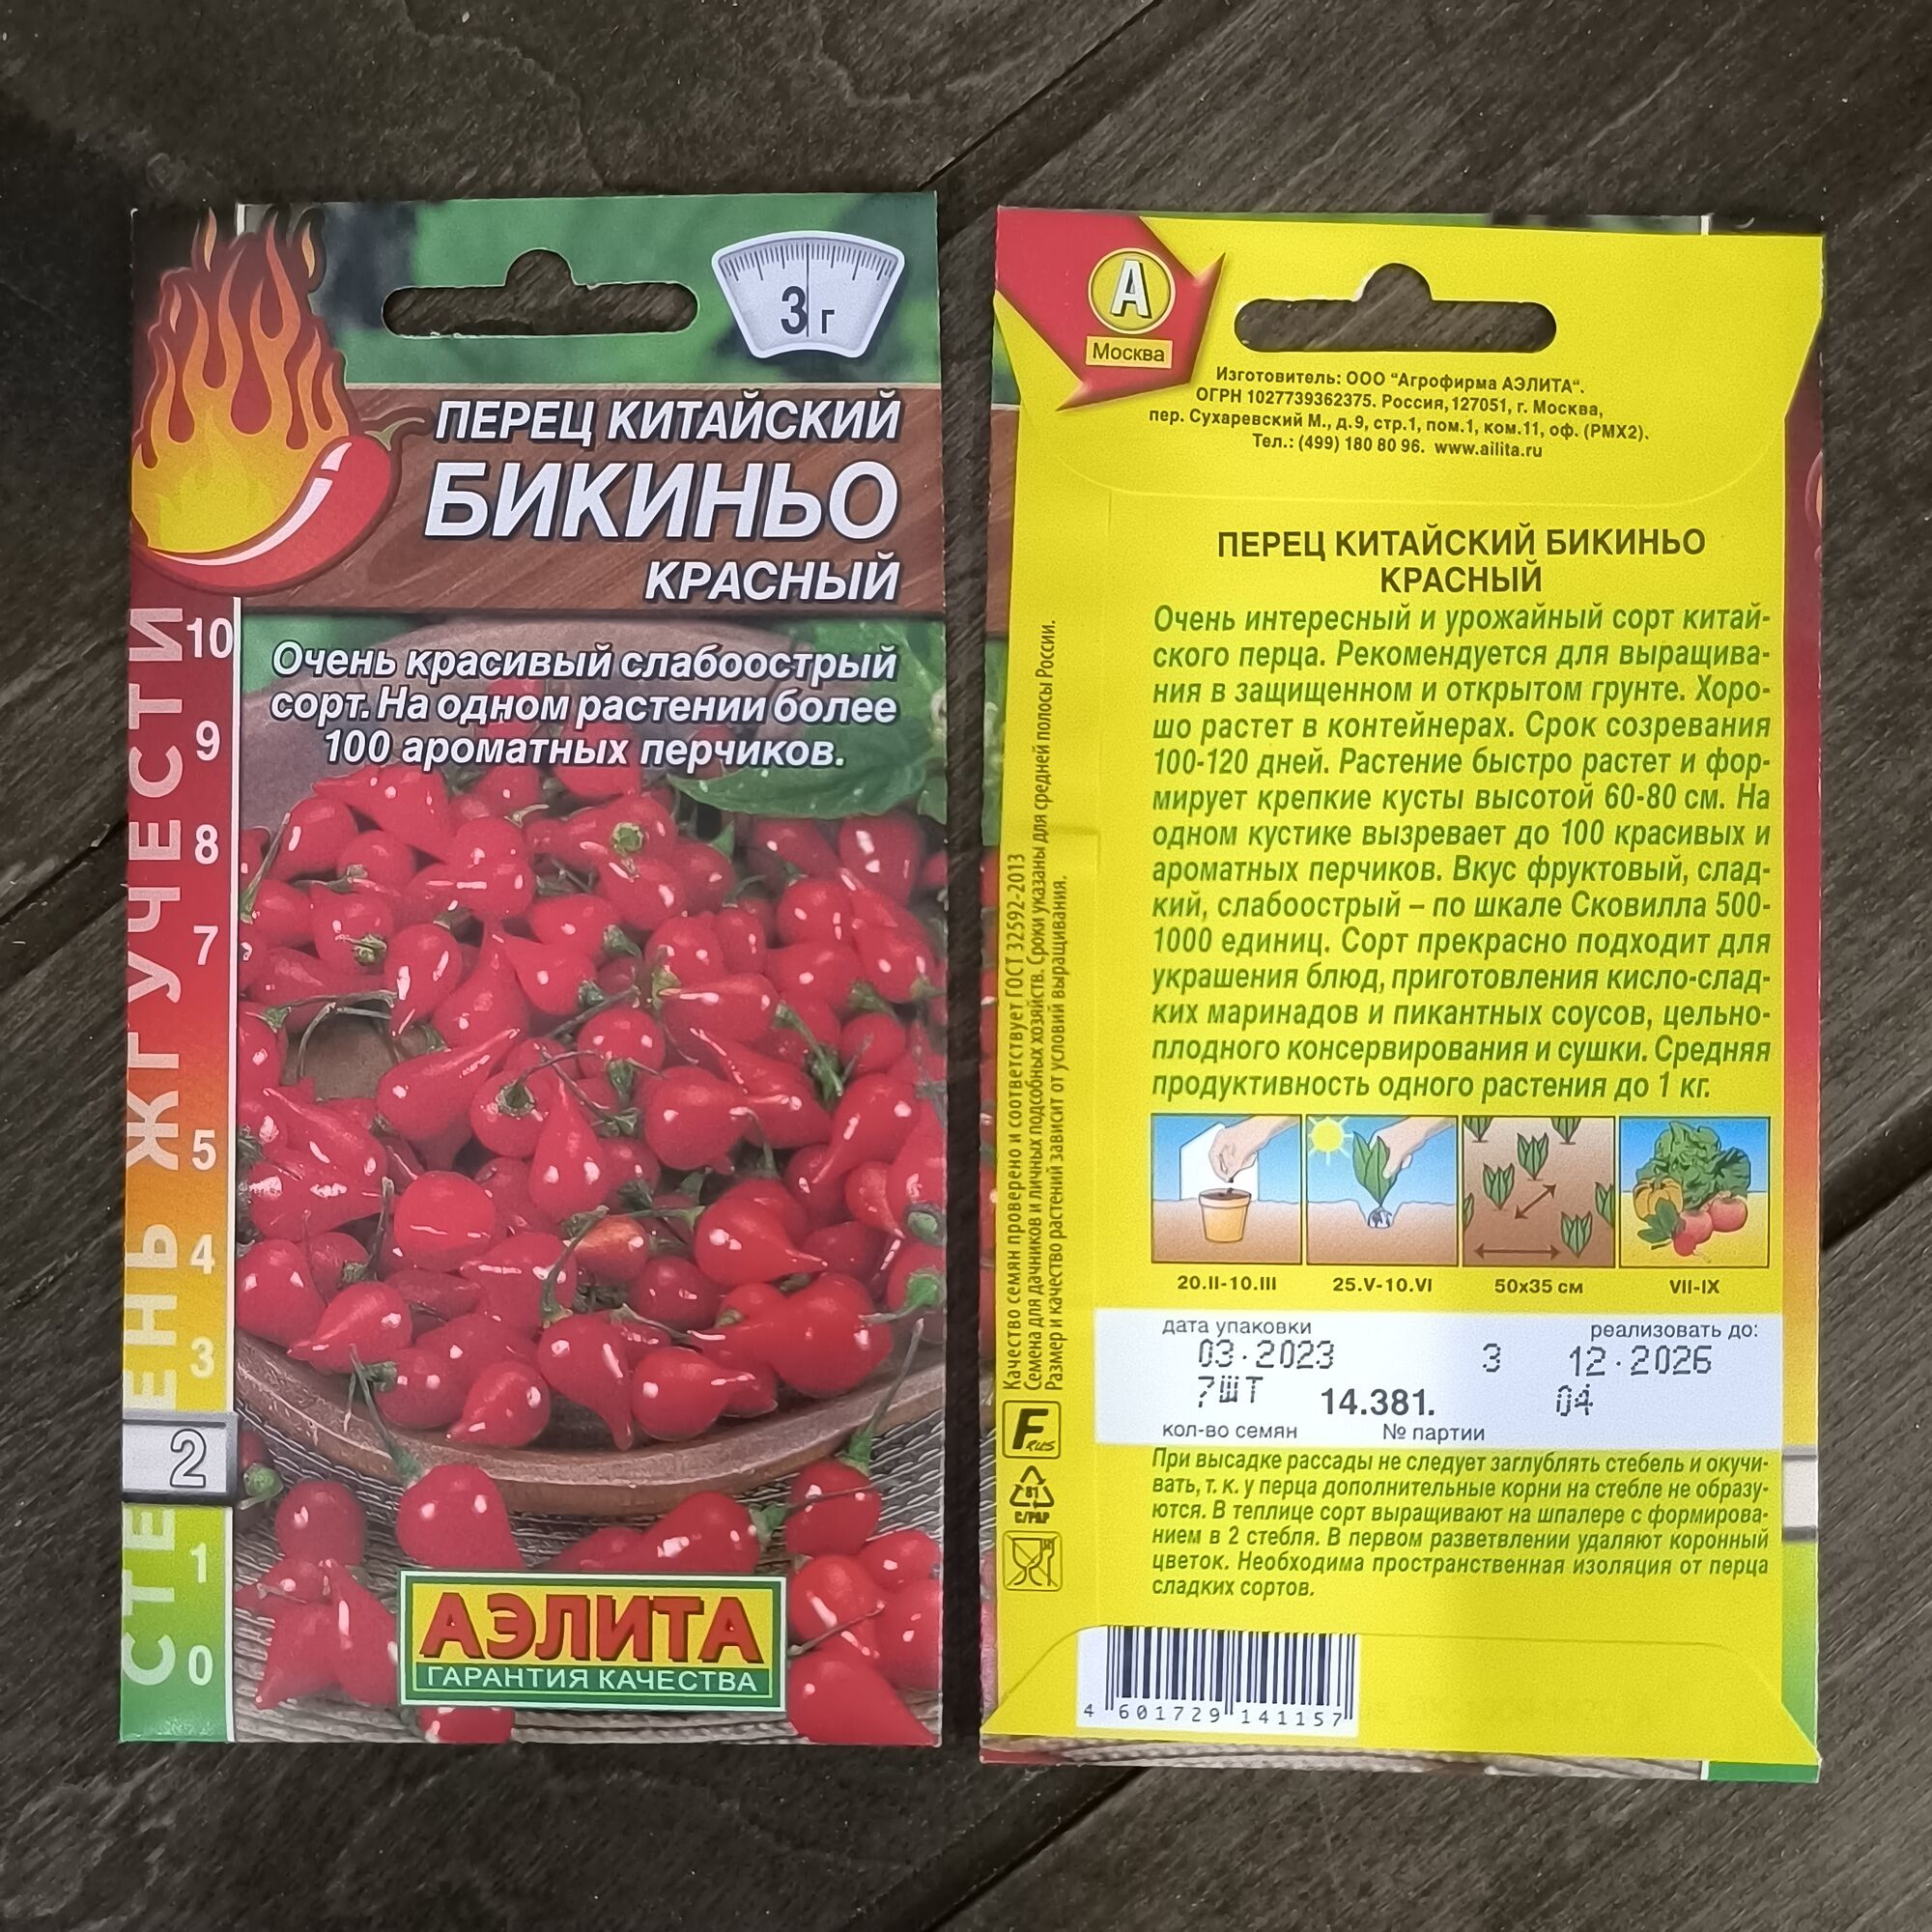 3 г
ПЕРЕЦ КИТАЙСКИЙ
БИКИНЬО
КРАСНЫЙ
Очень красивый слабоострый
сорт. На одном растении более
100 ароматных перчиков.
СТЕПЕНЬ ЖГУЧЕСТИ
10
9
8
7
5
4
3
2
1
0
АЭЛИТА
ГАРАНТИЯ КАЧЕСТВА
А
Москва
Изготовитель: ООО "Агрофирма АЭЛИТА".
ОГРН 1027739362375. Россия, 127051, г. Москва,
пер. Сухаревский М., д.9, стр.1, пом.1, ком.11, оф. (РМХ2).
Тел.: (499) 180 80 96. www.ailita.ru
ПЕРЕЦ КИТАЙСКИЙ БИКИНЬО
КРАСНЫЙ
Очень интересный и урожайный сорт китай-
ского перца. Рекомендуется для выращива-
ния в защищенном и открытом грунте. Хоро-
шо растет в контейнерах. Срок созревания
100-120 дней. Растение быстро растет и фор-
мирует крепкие кусты высотой 60-80 см. На
одном кустике вызревает до 100 красивых и
ароматных перчиков. Вкус фруктовый, слад-
кий, слабоострый – по шкале Сковилла 500-
1000 единиц. Сорт прекрасно подходит для
украшения блюд, приготовления кисло-слад-
ких маринадов и пикантных соусов, цельно-
плодного консервирования и сушки. Средняя
продуктивность одного растения до 1 кг.
20.II-10.III
25.V-10.VI
50х35 см
VII-IX
дата упаковки
реализовать до:
03.2023 3 12.2026
7ШТ 14.381. 04
кол-во семян № партии
При высадке рассады не следует заглублять стебель и окучи-
вать, т. к. у перца дополнительные корни на стебле не образу-
ются. В теплице сорт выращивают на шпалере с формирова-
нием в 2 стебля. В первом разветвлении удаляют коронный
цветок. Необходима пространственная изоляция от перца
сладких сортов.
Качество семян проверено и соответствует ГОСТ 32592-2013
Семена для дачников и личных подсобных хозяйств. Сроки указаны для средней полосы России.
Размер и качество растений зависит от условий выращивания.
F RUS
81
C/PAP
4 601729 141157